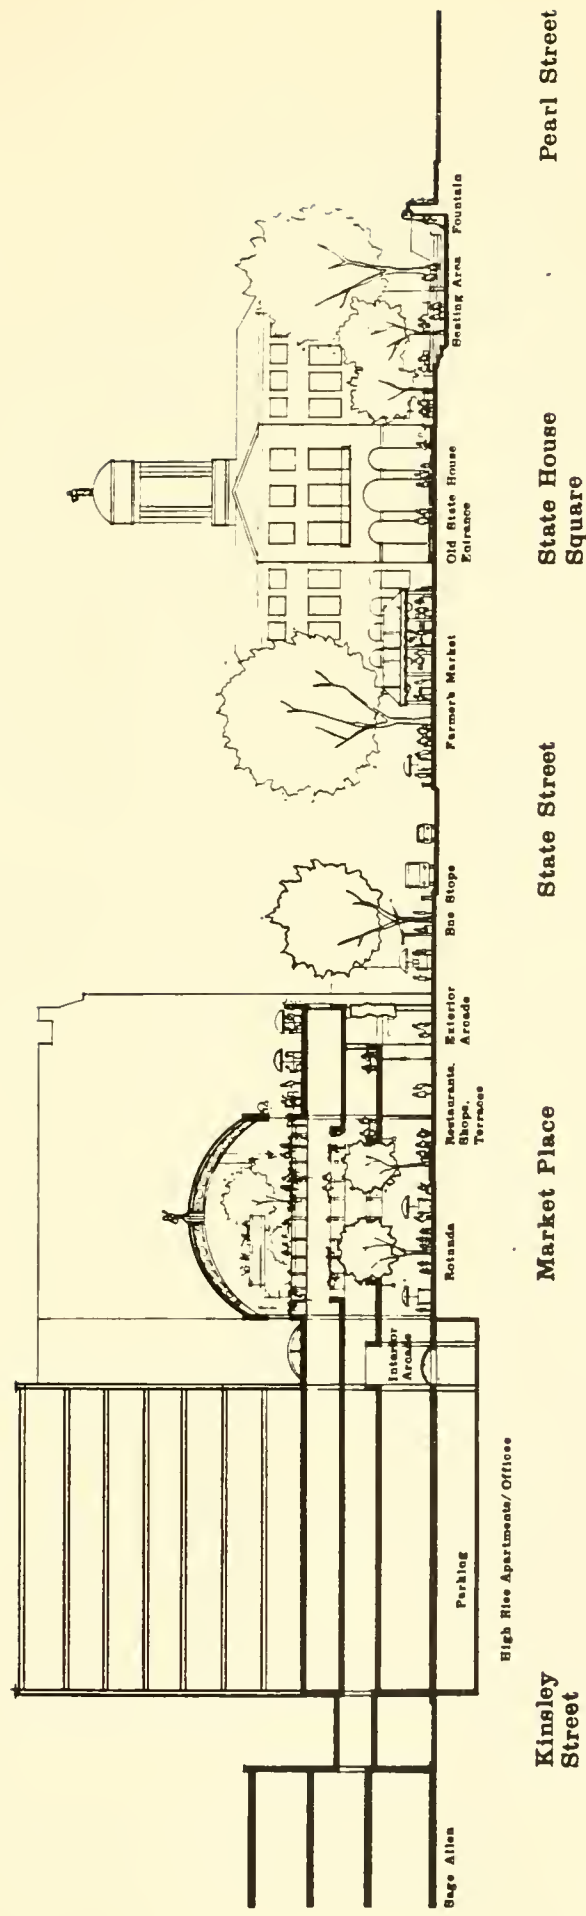 Sage Allen
Parking
High Rise Apartments/Offices
Interior
Arcade
Rotunda
Restaurants,
Shops,
Terraces
Exterior
Arcade
Bus Stops
Farmer's Market
Old State House
Entrance
Seating Area
Fountain
Kinsley
Street
Market Place
State Street
State House
Square
Pearl Street